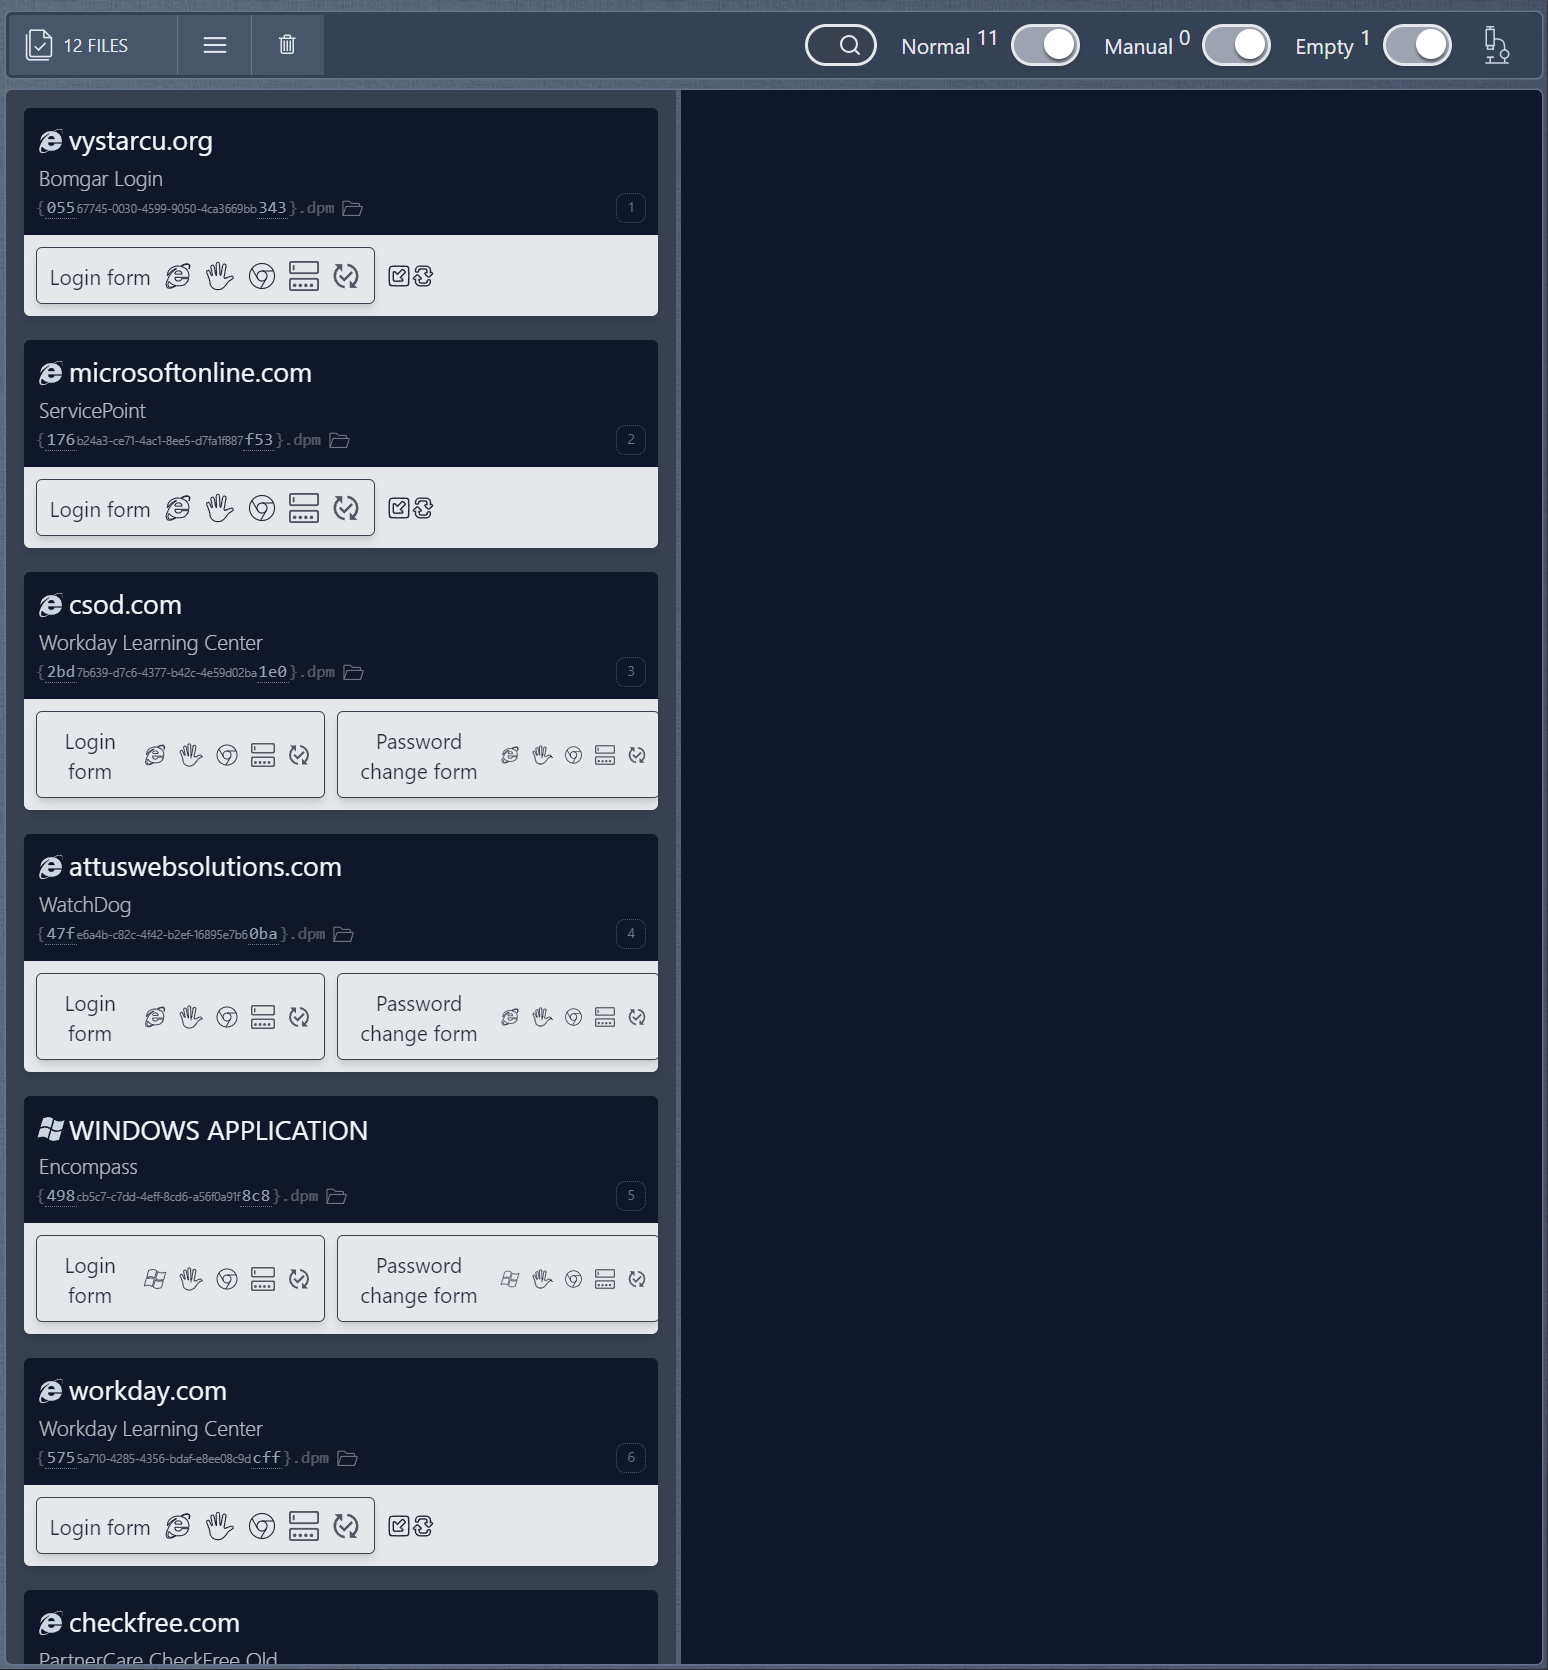 12 FILES
Normal 11
Manual 0
Empty 1
vystarcu.org
Bomgar Login
{05567745-0030-4599-9050-4ca3669bb343}.dpm
1
Login form
microsoftonline.com
ServicePoint
{176b24a3-ce71-4ac1-8ee5-d7fa1f887f53}.dpm
2
Login form
csod.com
Workday Learning Center
{2bd7b639-d7c6-4377-b42c-4e59d02ba1e0}.dpm
3
Login
form
Password
change form
attuswebsolutions.com
WatchDog
{47fe6a4b-c82c-4f42-b2ef-16895e7b60ba}.dpm
4
Login
form
Password
change form
WINDOWS APPLICATION
Encompass
{498cb5c7-c7dd-4eff-8cd6-a56f0a91f8c8}.dpm
5
Login
form
Password
change form
workday.com
Workday Learning Center
{5755a710-4285-4356-bdaf-e8ee08c9dcff}.dpm
6
Login form
checkfree.com
PartnerCare CheckFree Old